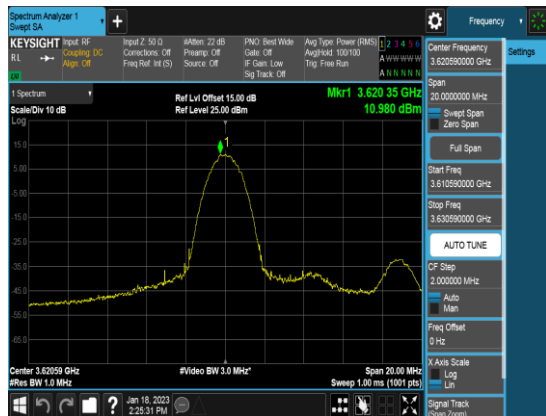 Spectrum Analyzer 1
Swept SA
+
Frequency
KEYSIGHT
Input: RF
Coupling: DC
Align: Off
Input Z: 50 Ω
Corrections: Off
Freq Ref: Int (S)
#Atten: 22 dB
Preamp: Off
Source: Off
PNO: Best Wide
Gate: Off
IF Gain: Low
Sig Track: Off
Avg Type: Power (RMS)
Avg|Hold: 100/100
Trig: Free Run
1 2 3 4 5 6
A W W W W W
A N N N N N
R L
LXI
Center Frequency
3.620590000 GHz
Settings
Span
20.0000000 MHz
Swept Span
Zero Span
Full Span
Start Freq
3.610590000 GHz
Stop Freq
3.630590000 GHz
AUTO TUNE
CF Step
2.000000 MHz
Auto
Man
Freq Offset
0 Hz
X Axis Scale
Log
Lin
Signal Track
(Span Zoom)
1 Spectrum
Scale/Div 10 dB
Log
Ref Lvl Offset 15.00 dB
Ref Level 25.00 dBm
Mkr1 3.620 35 GHz
10.980 dBm
1
15.0
5.00
-5.00
-15.0
-25.0
-35.0
-45.0
-55.0
-65.0
Center 3.62059 GHz
#Res BW 1.0 MHz
#Video BW 3.0 MHz*
Span 20.00 MHz
Sweep 1.00 ms (1001 pts)
?
Jan 18, 2023
2:25:31 PM